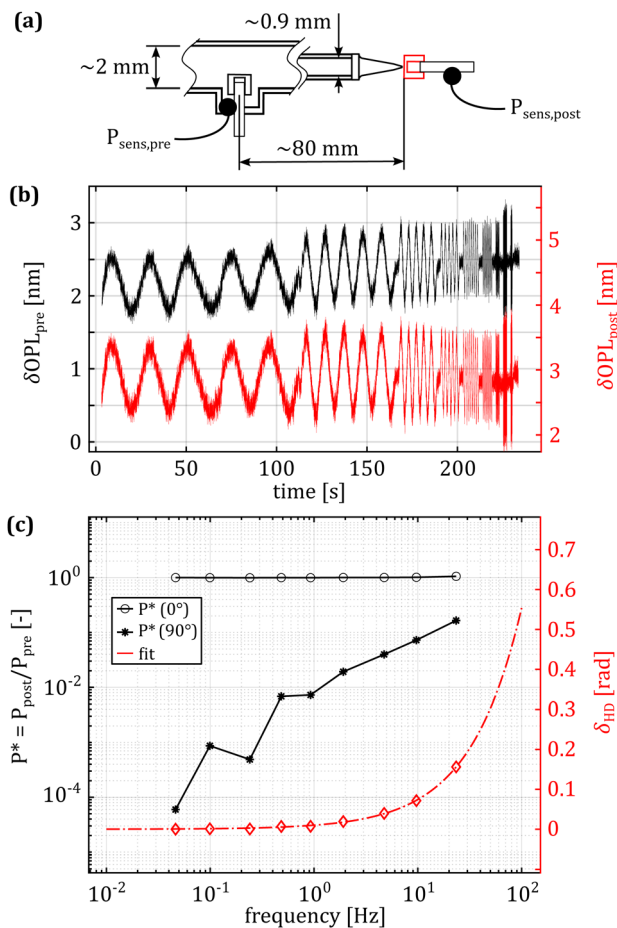 (a)
~0.9 mm
~2 mm
P_sens,pre
P_sens,post
~80 mm
(b)
3
2
1
0
δOPL_pre [nm]
5
4
3
2
δOPL_post [nm]
0 50 100 150 200
time [s]
(c)
10^0
10^-2
10^-4
P* = P_post/P_pre [-]
P* (0°)
P* (90°)
fit
0.7
0.6
0.5
0.4
0.3
0.2
0.1
0
δ_HD [rad]
10^-2 10^-1 10^0 10^1 10^2
frequency [Hz]